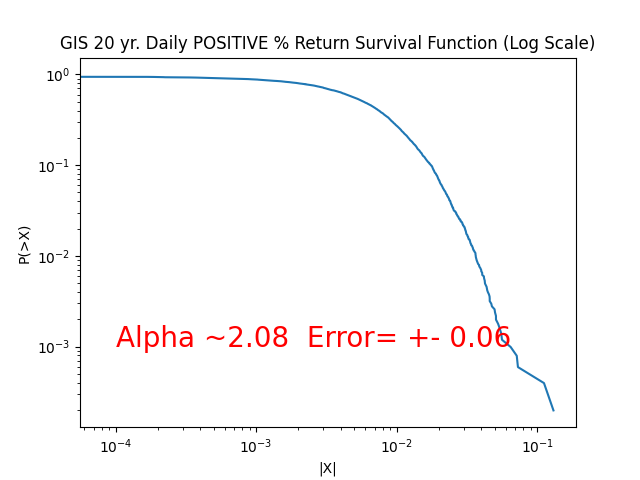 GIS 20 yr. Daily POSITIVE % Return Survival Function (Log Scale)
10⁰
10⁻¹
10⁻²
10⁻³
P(>X)
Alpha ~2.08  Error= +- 0.06
10⁻⁴ 10⁻³ 10⁻² 10⁻¹
|X|